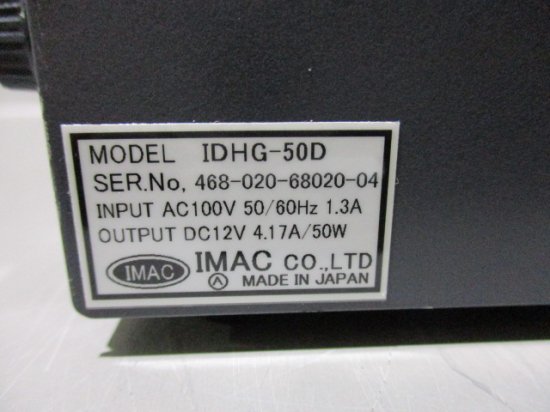 MODEL IDHG-50D
SER.No, 468-020-68020-04
INPUT AC100V 50/60Hz 1.3A
OUTPUT DC12V 4.17A/50W
IMAC IMAC CO.,LTD
A MADE IN JAPAN